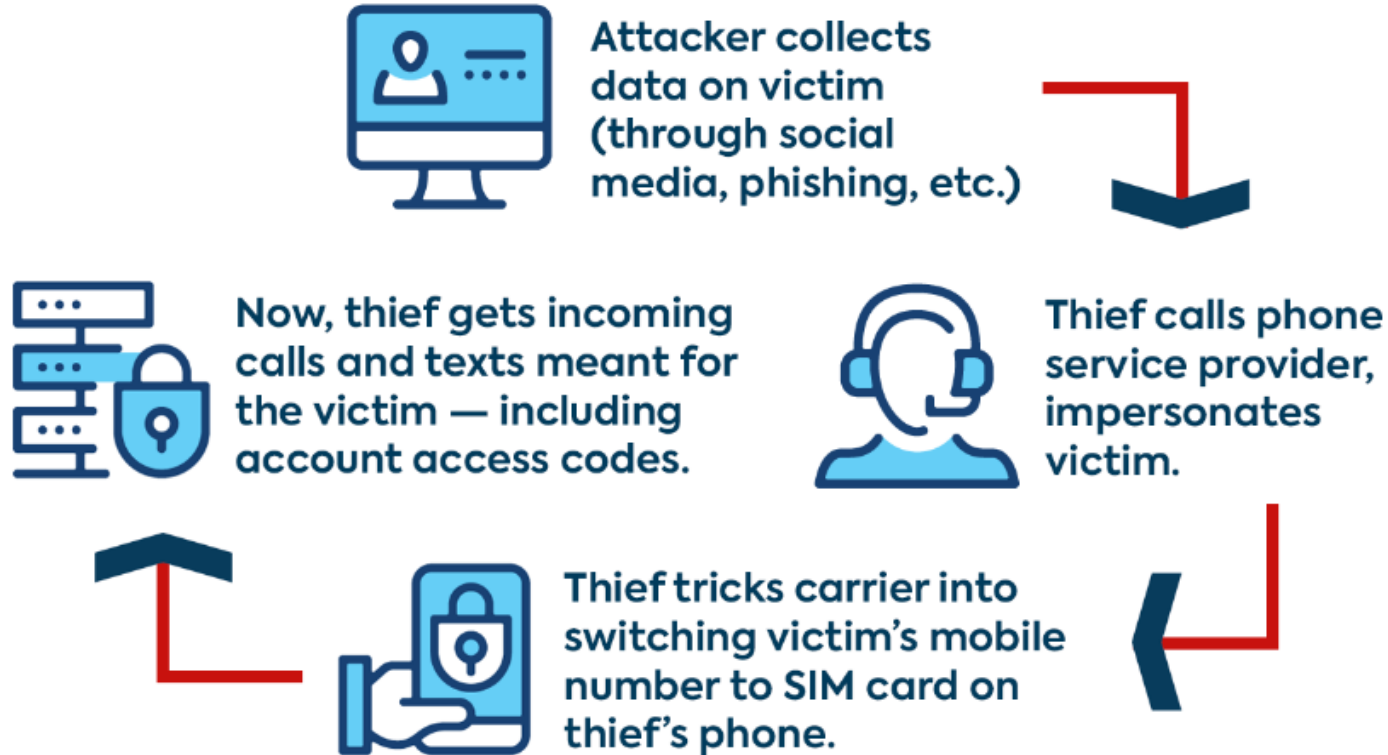 Attacker collects
data on victim
(through social
media, phishing, etc.)
Thief calls phone
service provider,
impersonates
victim.
Thief tricks carrier into
switching victim’s mobile
number to SIM card on
thief’s phone.
Now, thief gets incoming
calls and texts meant for
the victim — including
account access codes.